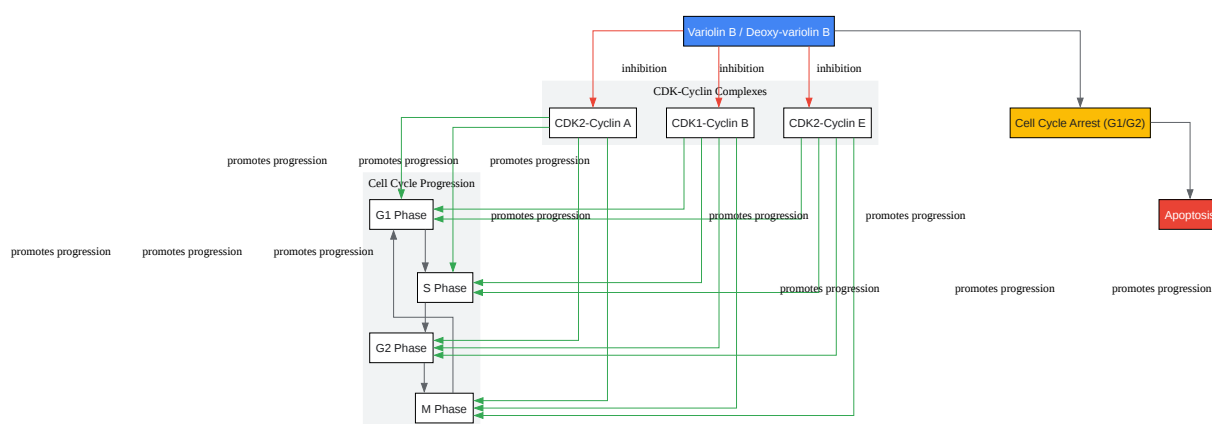 Variolin B / Deoxy-variolin B
inhibition
inhibition
inhibition
CDK-Cyclin Complexes
CDK2-Cyclin A
CDK1-Cyclin B
CDK2-Cyclin E
Cell Cycle Arrest (G1/G2)
promotes progression
promotes progression
promotes progression
Cell Cycle Progression
G1 Phase
promotes progression
promotes progression
promotes progression
Apoptosis
promotes progression
promotes progression
promotes progression
S Phase
promotes progression
promotes progression
promotes progression
G2 Phase
M Phase